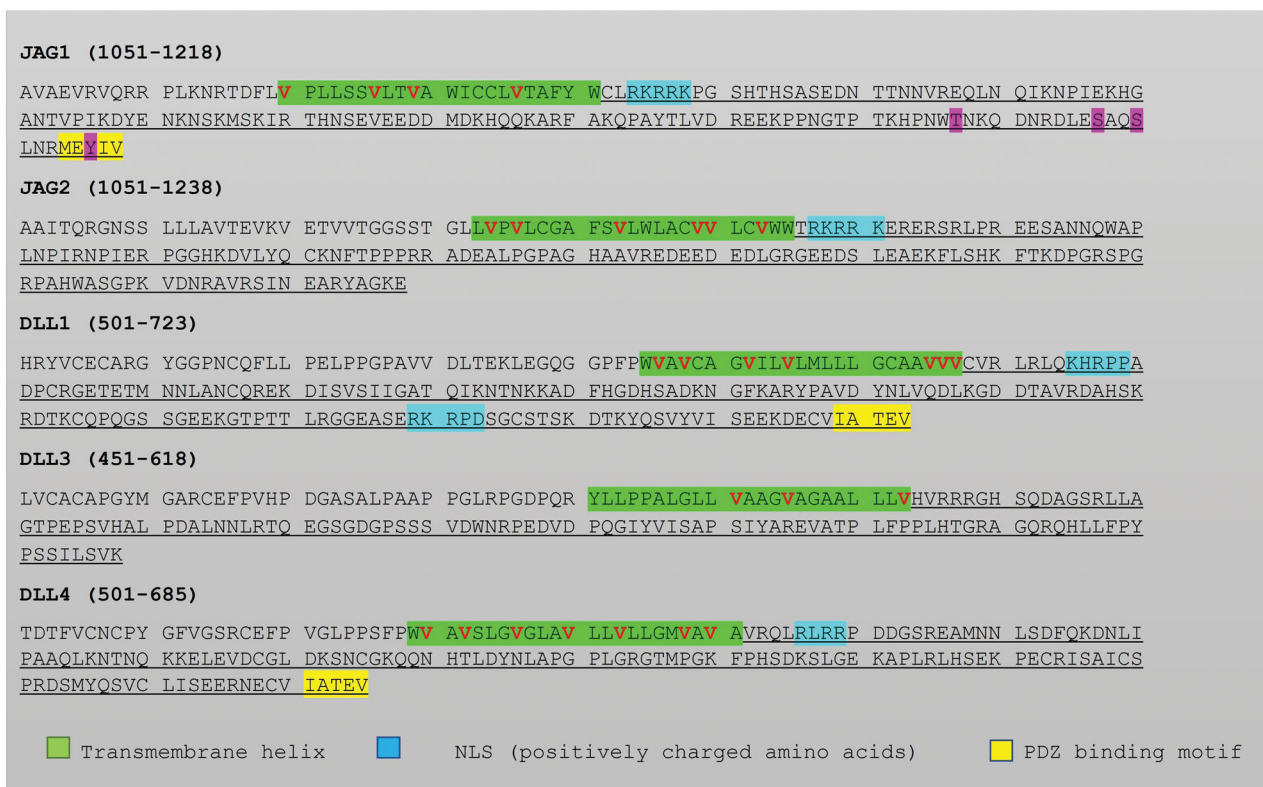 JAG1 (1051-1218)
AVAEVRVQRR PLKNRTDFLV PLLSSVLTVA WICCLVTAFY WCLRKRRKPG SHTHSASEDN TTNNVREQLN QIKNPIEKHG
ANTVPIKDYE NKNSKMSKIR THNSEVEEDD MDKHQQKARF AKQPAYTLVD REEKPPNGTP TKHPNWTNKQ DNRDLESAQS
LNRMEYIV
JAG2 (1051-1238)
AAITQRGNSS LLLAVTEVKV ETVVTGGSST GLLVPVLCGA FSVLWLACVV LCVWWTRKRR KERERSRLPR EESANNQWAP
LNPIRNPIER PGGHKDVLYQ CKNFTPPPRR ADEALPGPAG HAAVREDEED EDLGRGEEDS LEAEKFLSHK FTKDPGRSPG
RPAHWASGPK VDNRAVRSIN EARYAGKE
DLL1 (501-723)
HRYVCECARG YGGPNCQFLL PELPPGPAVV DLTEKLEGQG GPFPWVAVCAG VILVLMLLLG CAAVVVCVR LRLQKHRPPA
DPCRGETETM NNLANCQREK DISVSIIGAT QIKNTNKKAD FHGDHSADKNG FKARYPAVD YNLVQDLKGD DTAVRDAHSK
RDTKCQPQGS SGEEKGTPTT LRGGEASERK RPDSGCSTSK DTKYQSVYVI SEEKDECVIA TEV
DLL3 (451-618)
LVCACAPGYM GARCEFPVHP DGASALPAAP PGLRPGDPQR YLLPPALGLL VAAGVAGAAL LLVHVRRRGH SQDAGSRLLA
GTPEPSVHAL PDALNNLRTQ EGSGDGPSSS VDWNRPEDVD PQGIYVISAP SIYAREVATP LFPPLHTGRA GQRQHLLFPY
PSSILSVK
DLL4 (501-685)
TDTFVCNCPY GFVGSRCEFP VGLPPSFPWV AVSLGVGLAV LLVLLGMVAV AVRQLRLRRP DDGSREAMNN LSDFQKDNLI
PAAQLKNTNQ KKELEVDCGL DKSNCGKQQN HTLDYNLAPG PLGRGTMPGK FPHSDKSLGE KAPLRLHSEK PECRISAICS
PRDSMYQSVC LISEERNECV IATEV
Transmembrane helix NLS (positively charged amino acids) PDZ binding motif